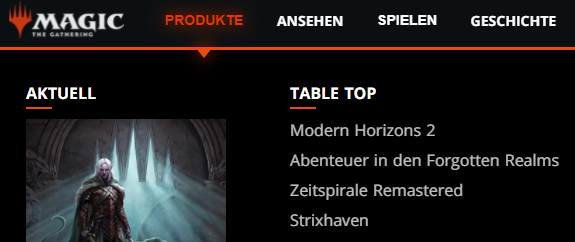 MAGIC
THE GATHERING
PRODUKTE ANSEHEN SPIELEN GESCHICHTE
AKTUELL
TABLE TOP
Modern Horizons 2
Abenteuer in den Forgotten Realms
Zeitspirale Remastered
Strixhaven